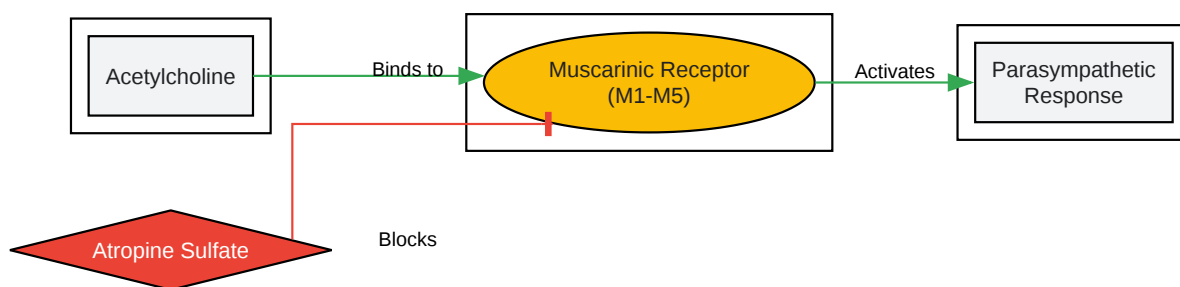 Acetylcholine
Binds to
Muscarinic Receptor
(M1-M5)
Activates
Parasympathetic
Response
Atropine Sulfate
Blocks